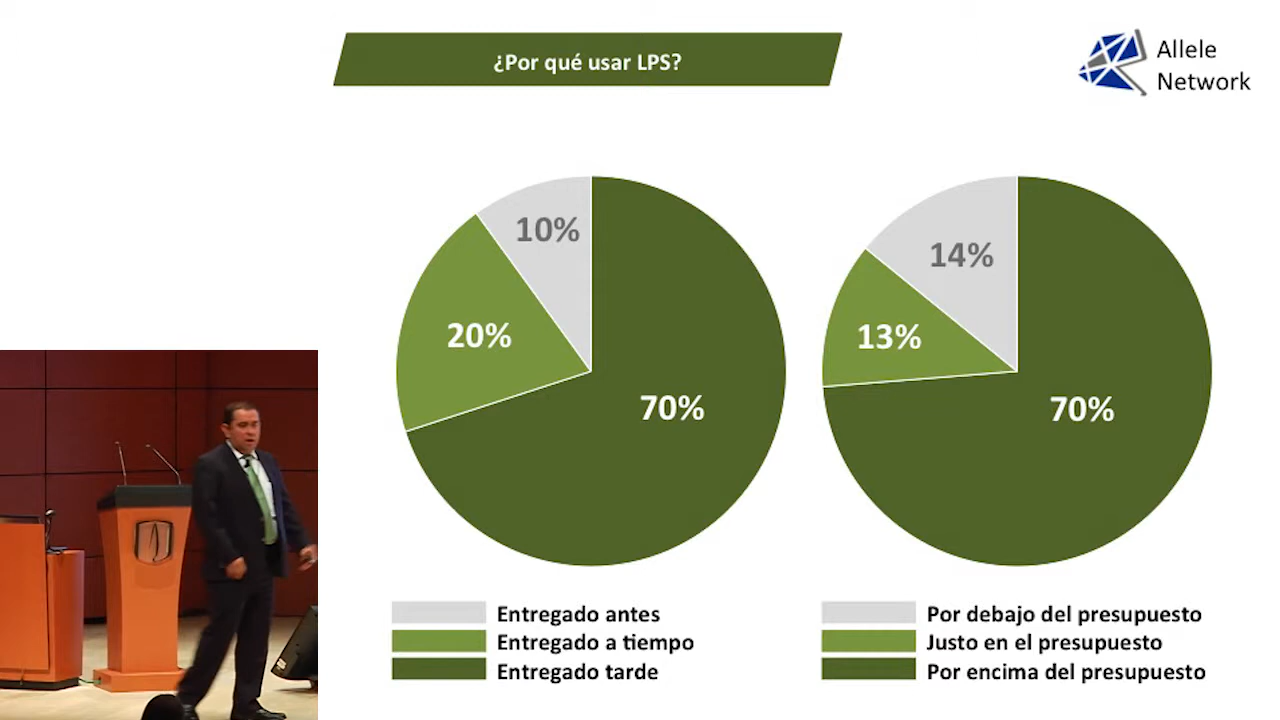 ¿Por qué usar LPS?
Allele
Network
10%
20%
70%
14%
13%
70%
Entregado antes
Entregado a tiempo
Entregado tarde
Por debajo del presupuesto
Justo en el presupuesto
Por encima del presupuesto